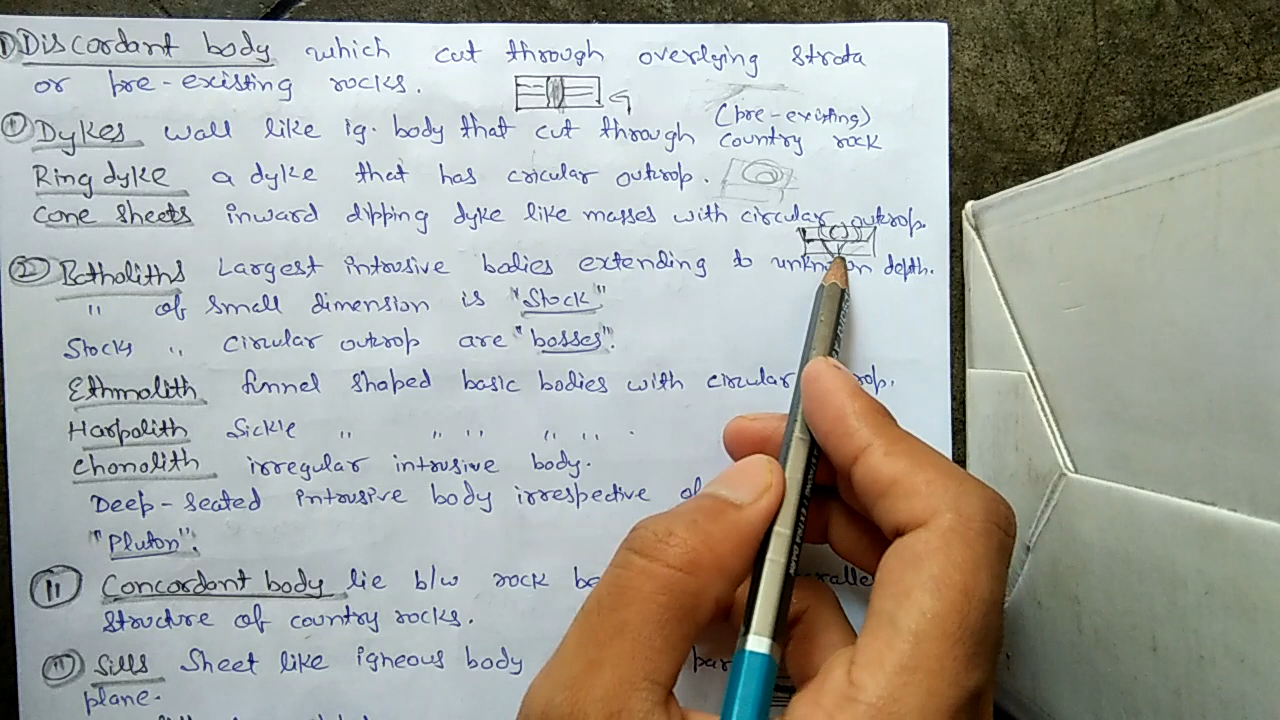 ① Discordant body which cut through overlying strata
or pre-existing rocks.
(pre-existing)
① Dykes wall like ig. body that cut through country rock
Ring dyke a dyke that has circular outcrop.
Cone sheets inward dipping dyke like masses with circular outcrop.
② Batholiths Largest intrusive bodies extending to unknown depth.
" of small dimension is "Stock"
Stocks " circular outrop are "bosses".
Ethmolith funnel shaped basic bodies with circular
Harpolith Sickle " " " " " .
Chonolith irregular intrusive body.
Deep-seated intrusive body irrespective of
"Pluton".
II Concordant body lie b/w rock
structure of country rocks.
Sills Sheet like igneous body
plane.